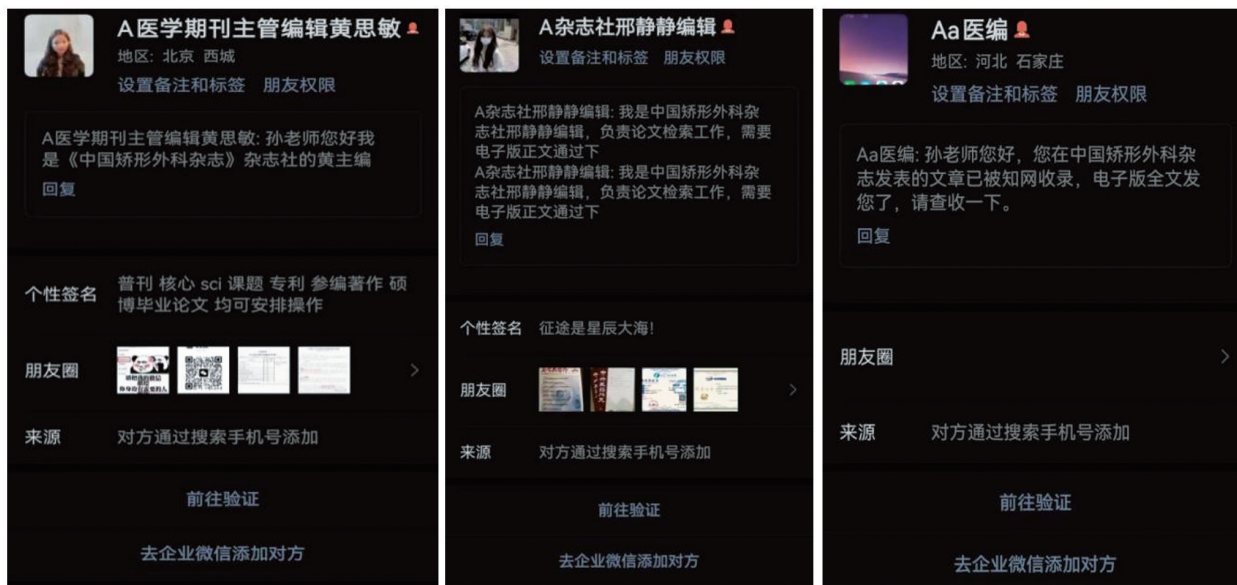 A医学期刊主管编辑黄思敏
地区: 北京 西城
设置备注和标签 朋友权限
A医学期刊主管编辑黄思敏: 孙老师您好我
是《中国矫形外科杂志》杂志社的黄主编
回复
个性签名
普刊 核心 sci 课题 专利 参编著作 硕
博毕业论文 均可安排操作
朋友圈
来源 对方通过搜索手机号添加
前往验证
去企业微信添加对方
A杂志社邢静静编辑
设置备注和标签 朋友权限
A杂志社邢静静编辑: 我是中国矫形外科杂
志社邢静静编辑，负责论文检索工作，需要
电子版正文通过下
A杂志社邢静静编辑: 我是中国矫形外科杂
志社邢静静编辑，负责论文检索工作，需要
电子版正文通过下
回复
个性签名 征途是星辰大海!
朋友圈
来源 对方通过搜索手机号添加
前往验证
去企业微信添加对方
Aa医编
地区: 河北 石家庄
设置备注和标签 朋友权限
Aa医编: 孙老师您好，您在中国矫形外科杂
志发表的文章已被知网收录，电子版全文发
您了，请查收一下。
回复
朋友圈
来源 对方通过搜索手机号添加
前往验证
去企业微信添加对方